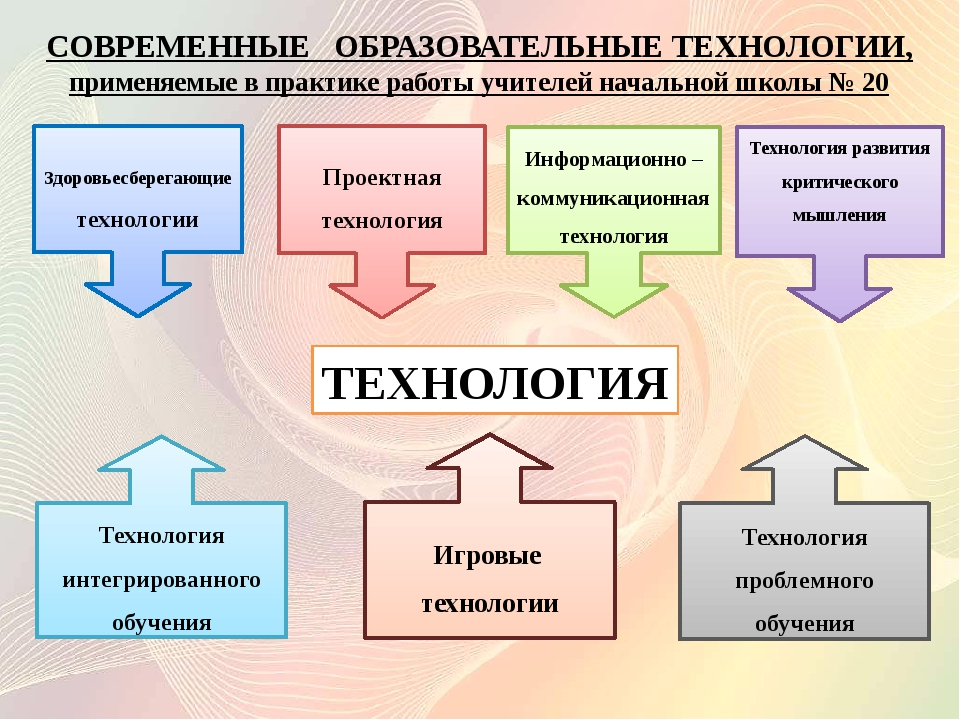 СОВРЕМЕННЫЕ ОБРАЗОВАТЕЛЬНЫЕ ТЕХНОЛОГИИ,
применяемые в практике работы учителей начальной школы № 20
Здоровьесберегающие
технологии
Проектная
технология
Информационно –
коммуникационная
технология
Технология развития
критического
мышления
ТЕХНОЛОГИЯ
Технология
интегрированного
обучения
Игровые
технологии
Технология
проблемного
обучения